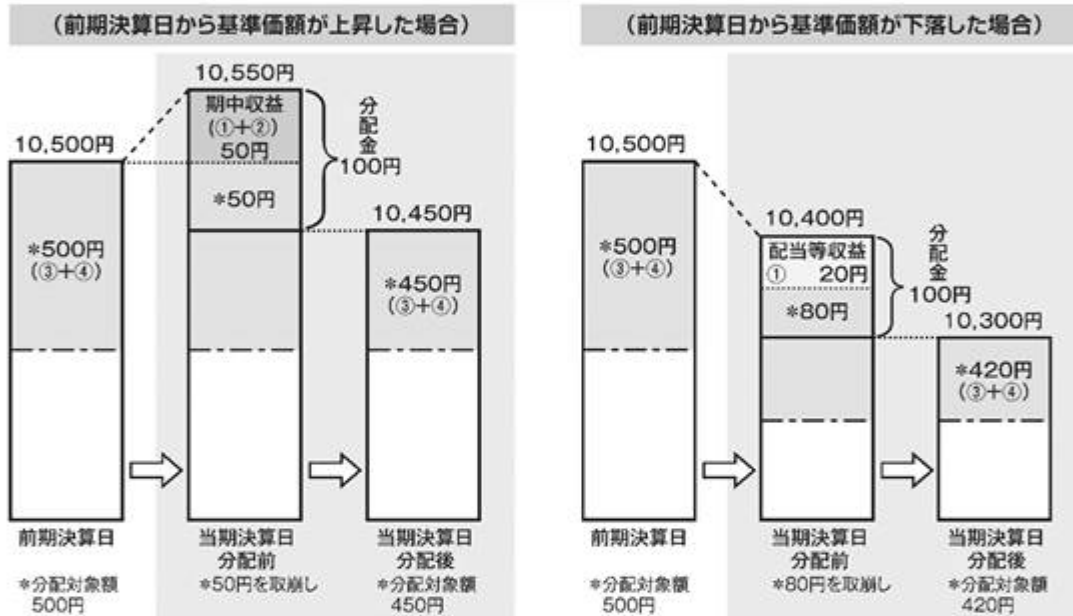 (前期決算日から基準価額が上昇した場合)
10,550円
期中収益
(①+②)
50円
*50円
分配金
100円
10,500円
*500円
(③+④)
10,450円
*450円
(③+④)
前期決算日
*分配対象額
500円
当期決算日
分配前
*50円を取崩し
当期決算日
分配後
*分配対象額
450円
(前期決算日から基準価額が下落した場合)
10,500円
*500円
(③+④)
10,400円
配当等収益
① 20円
*80円
分配金
100円
10,300円
*420円
(③+④)
前期決算日
*分配対象額
500円
当期決算日
分配前
*80円を取崩し
当期決算日
分配後
*分配対象額
420円